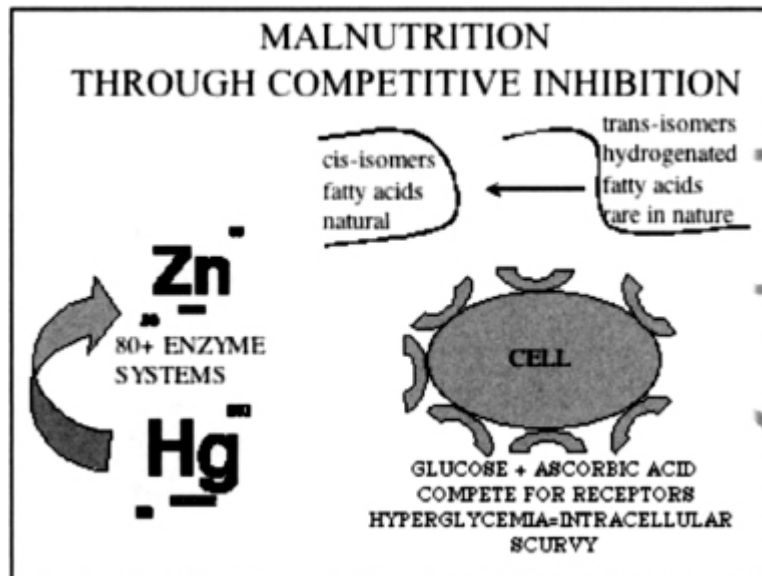 MALNUTRITION
THROUGH COMPETITIVE INHIBITION
cis-isomers
fatty acids
natural
trans-isomers
hydrogenated
fatty acids
rare in nature
Zn
80+ ENZYME
SYSTEMS
Hg
CELL
GLUCOSE + ASCORBIC ACID
COMPETE FOR RECEPTORS
HYPERGLYCEMIA=INTRACELLULAR
SCURVY